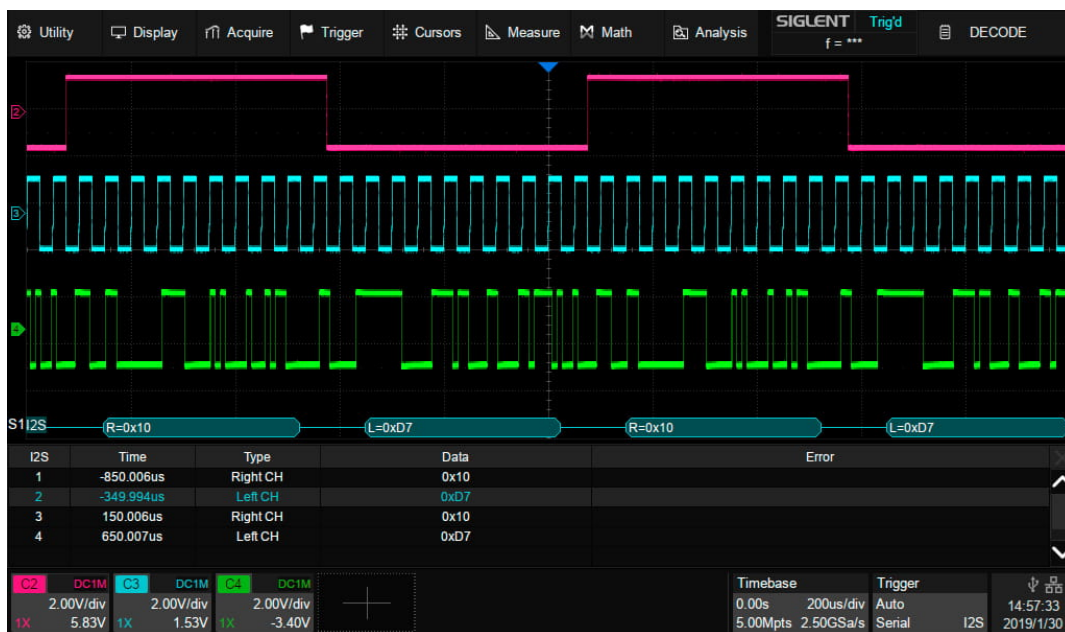 Utility Display Acquire Trigger Cursors Measure Math Analysis SIGLENT Trig'd DECODE
f = ***
2
3
4
S1 I2S R=0x10 L=0xD7 R=0x10 L=0xD7
I2S Time Type Data Error
1 -850.006us Right CH 0x10
2 -349.994us Left CH 0xD7
3 150.006us Right CH 0x10
4 650.007us Left CH 0xD7
C2 DC1M C3 DC1M C4 DC1M Timebase Trigger
2.00V/div 2.00V/div 2.00V/div 0.00s 200us/div Auto 14:57:33
1X 5.83V 1X 1.53V 1X -3.40V 5.00Mpts 2.50GSa/s Serial I2S 2019/1/30